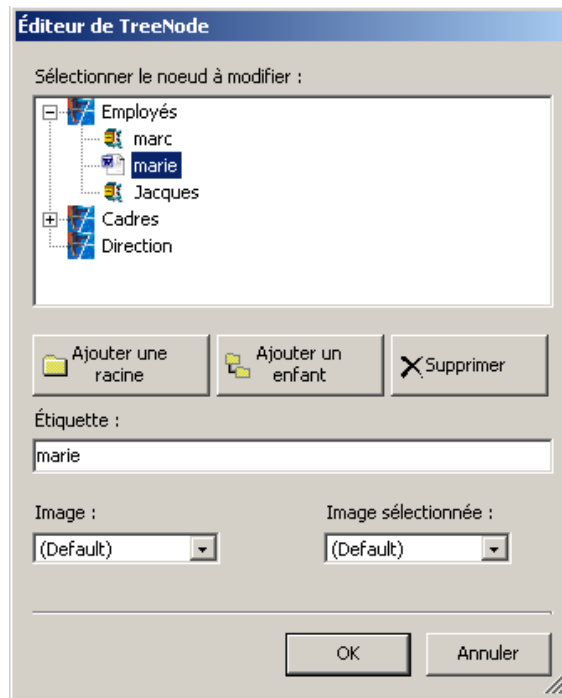 Éditeur de TreeNode
Sélectionner le noeud à modifier :
Employés
marc
marie
Jacques
Cadres
Direction
Ajouter une
racine
Ajouter un
enfant
Supprimer
Étiquette :
marie
Image :
Image sélectionnée :
(Default)
(Default)
OK
Annuler